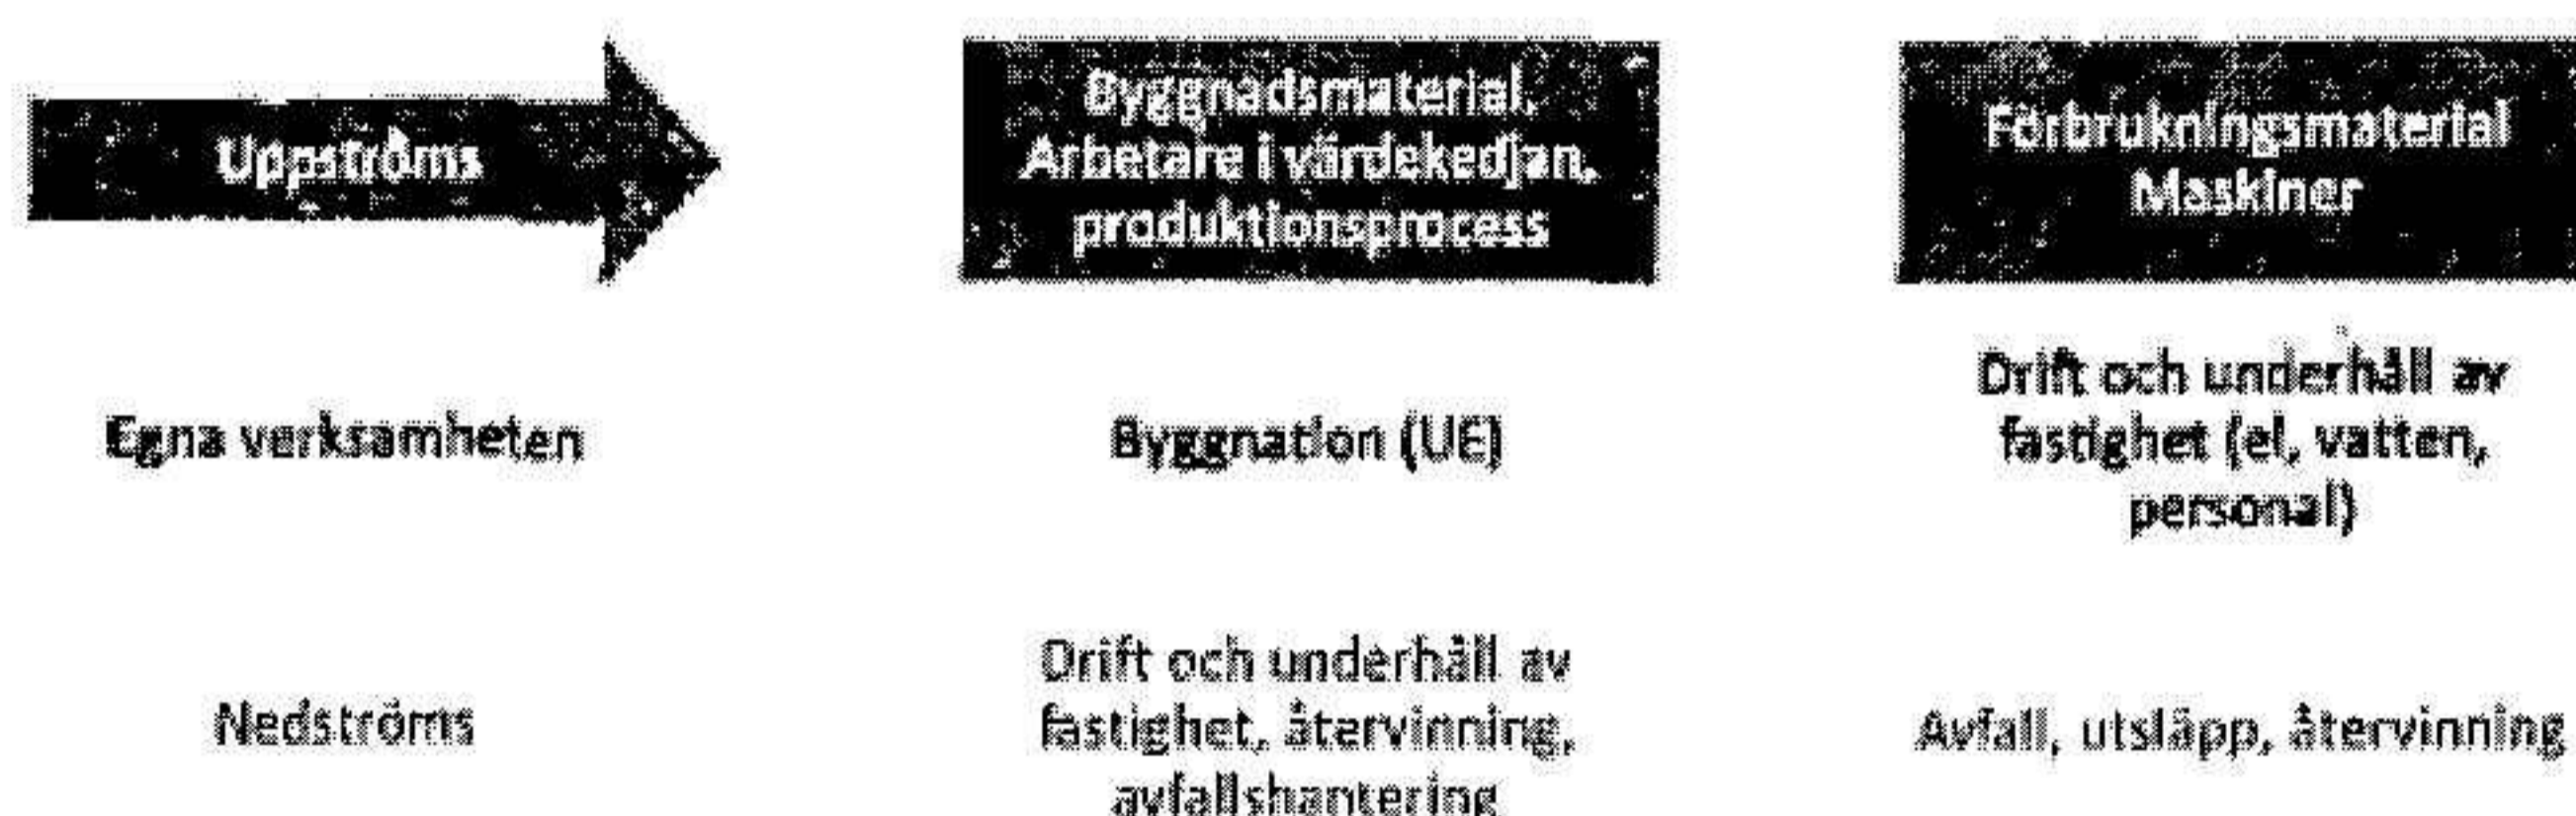 Uppströms
Byggnadsmaterial,
Arbetare i värdekedjan,
produktionsprocess
Förbrukningsmaterial
Maskiner
Egna verksamheten
Byggnation (UE)
Drift och underhåll av
fastighet (el, vatten,
personal)
Nedströms
Drift och underhåll av
fastighet, återvinning,
avfallshantering
Avfall, utsläpp, återvinning